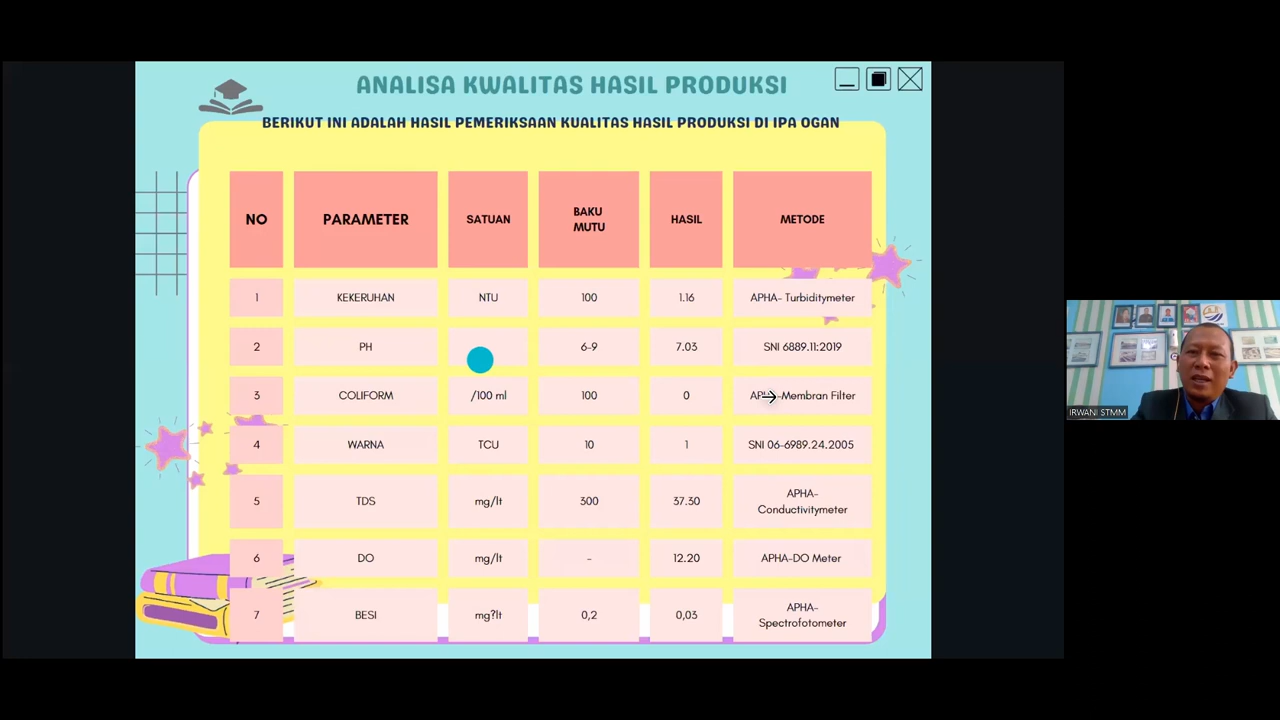 ANALISA KWALITAS HASIL PRODUKSI
BERIKUT INI ADALAH HASIL PEMERIKSAAN KUALITAS HASIL PRODUKSI DI IPA OGAN
NO PARAMETER SATUAN BAKU MUTU HASIL METODE
1 KEKERUHAN NTU 100 1.16 APHA- Turbiditymeter
2 PH 6-9 7.03 SNI 6889.11:2019
3 COLIFORM /100 ml 100 0 APHA-Membran Filter
4 WARNA TCU 10 1 SNI 06-6989.24.2005
5 TDS mg/lt 300 37.30 APHA-
Conductivitymeter
6 DO mg/lt - 12.20 APHA-DO Meter
7 BESI mg?lt 0,2 0,03 APHA-
Spectrofotometer
IRWANI STMM